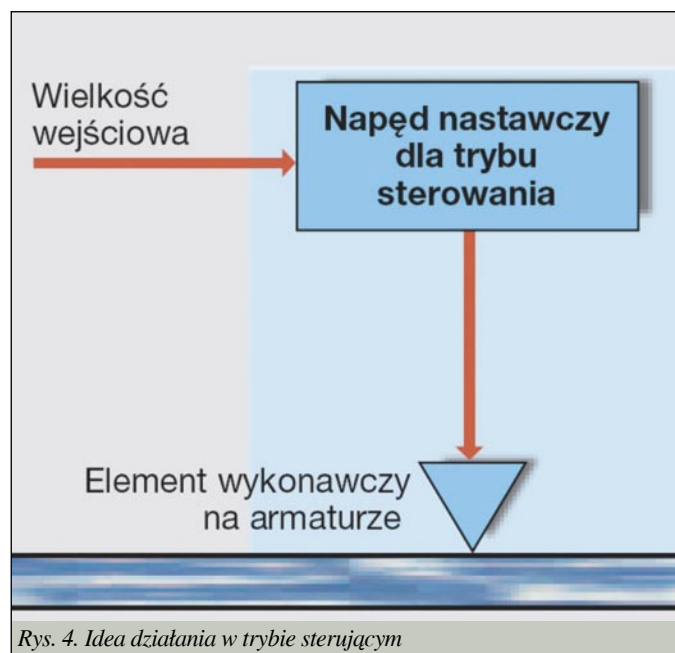 Wielkość
wejściowa
Napęd nastawczy
dla trybu
sterowania
Element wykonawczy
na armaturze
Rys. 4. Idea działania w trybie sterującym